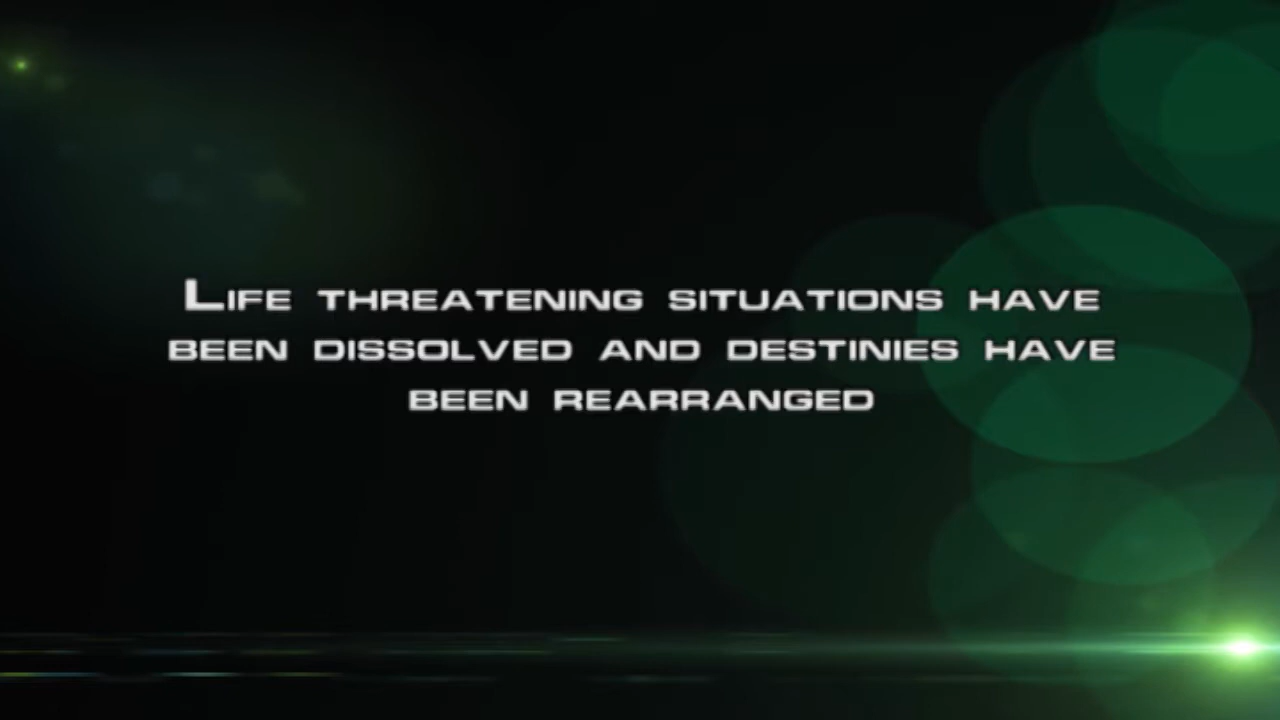 Life threatening situations have
been dissolved and destinies have
been rearranged